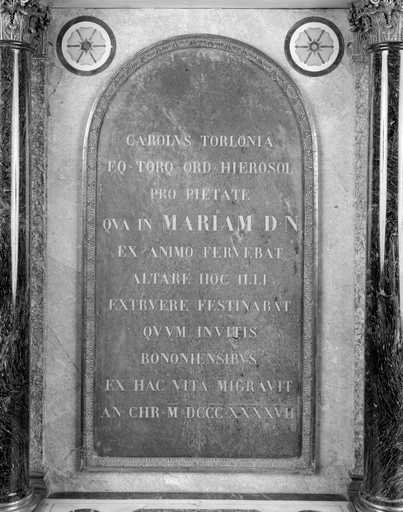 CAROLVS TORLONIA
EQ·TORQ ORD·HIEROSOL
PRO PIETATE
QVA IN MARIAM D N
EX ANIMO FERVEBAT
ALTARE HOC ILLI
EXTRVERE FESTINABAT
QVVM INVITIS
BONONIENSIBVS
EX HAC VITA MIGRAVIT
AN CHR·M DCCC XXXXVII